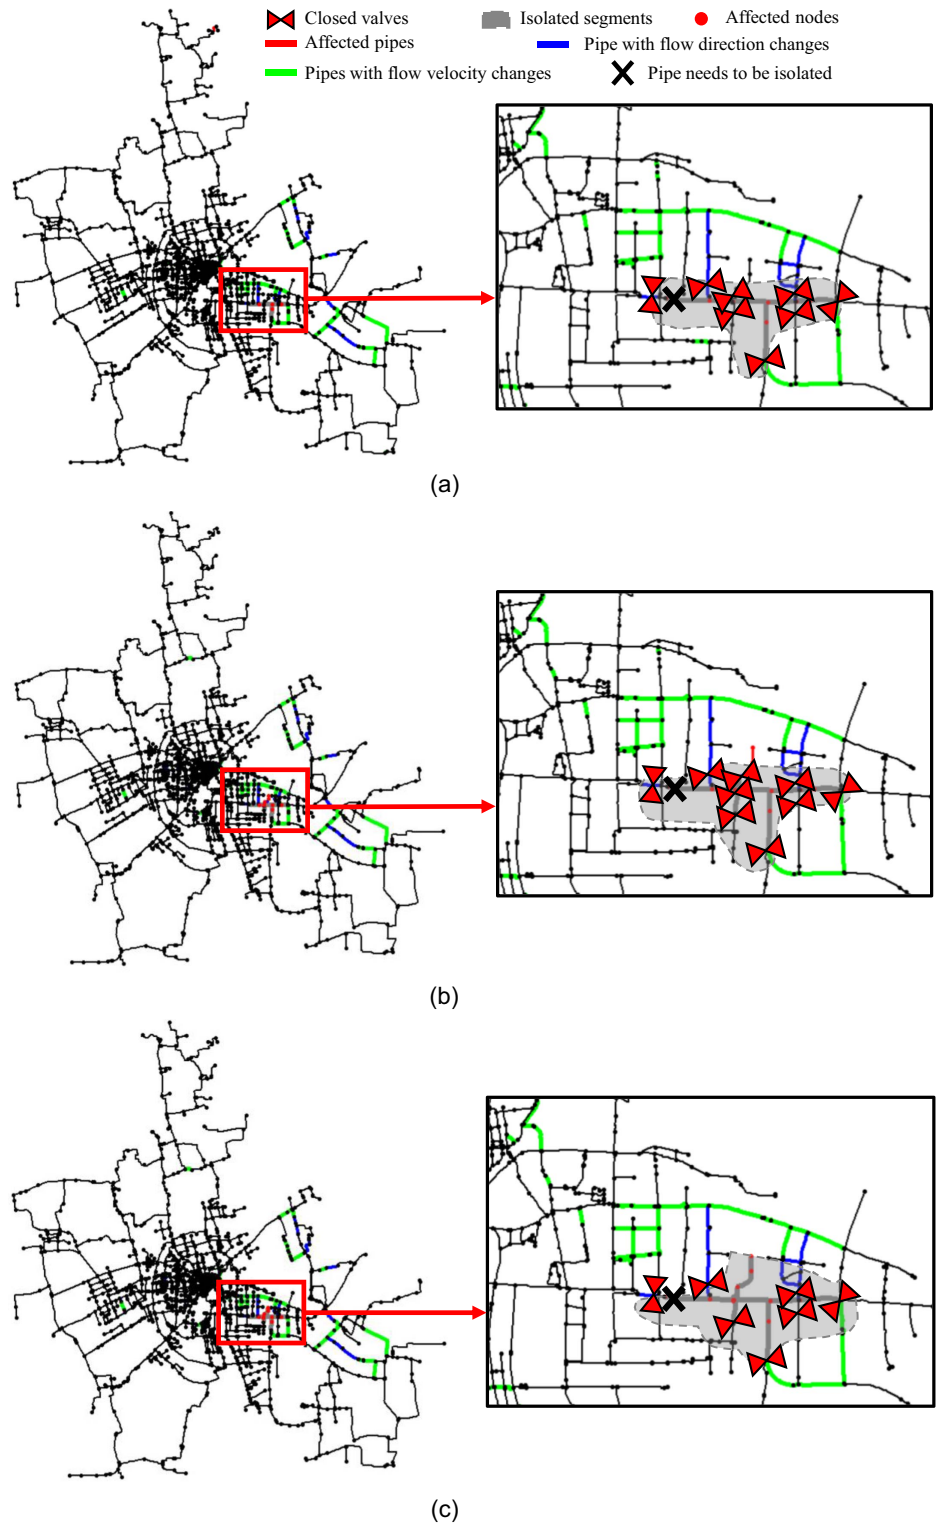 Closed valves Isolated segments Affected nodes
Affected pipes Pipe with flow direction changes
Pipes with flow velocity changes Pipe needs to be isolated
(a)
(b)
(c)